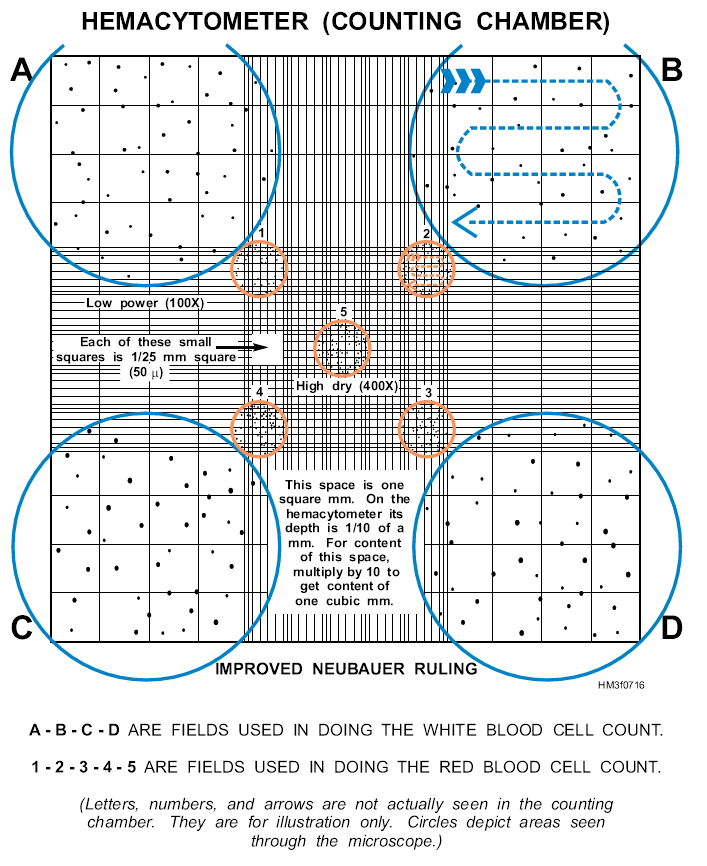 HEMACYTOMETER (COUNTING CHAMBER)
A
B
1
2
Low power (100X)
5
Each of these small
squares is 1/25 mm square
(50 µ)
High dry (400X)
4
3
This space is one
square mm. On the
hemacytometer its
depth is 1/10 of a
mm. For content
of this space,
multiply by 10 to
get content of
one cubic mm.
C
D
IMPROVED NEUBAUER RULING
HM3f0716
A - B - C - D ARE FIELDS USED IN DOING THE WHITE BLOOD CELL COUNT.
1 - 2 - 3 - 4 - 5 ARE FIELDS USED IN DOING THE RED BLOOD CELL COUNT.
(Letters, numbers, and arrows are not actually seen in the counting
chamber. They are for illustration only. Circles depict areas seen
through the microscope.)